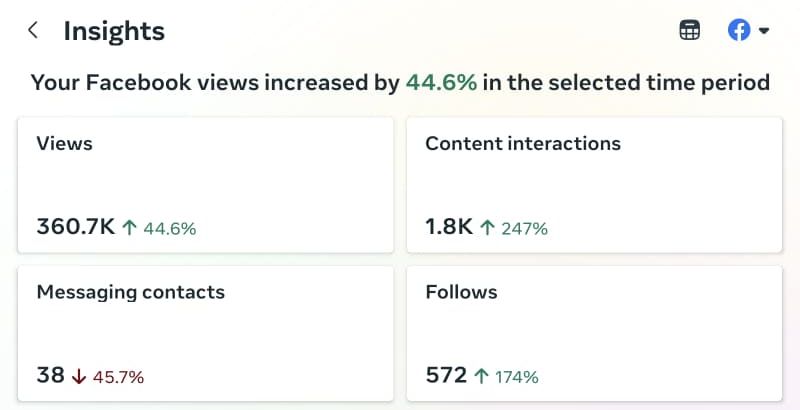 Insights
Your Facebook views increased by 44.6% in the selected time period
Views
360.7K ↑ 44.6%
Content interactions
1.8K ↑ 247%
Messaging contacts
38 ↓ 45.7%
Follows
572 ↑ 174%